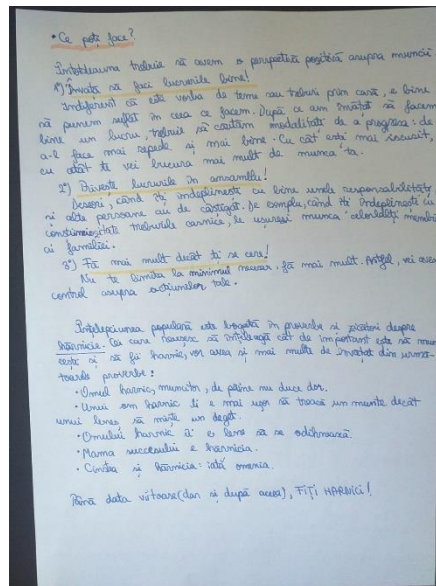 • Ce poți face?
Întotdeauna trebuie să avem o perspectivă pozitivă asupra muncii
1°) Învață să faci lucrurile bine!
Indiferent că este vorba de teme sau treburi prin casă, e bine
să punem suflet în ceea ce facem. După ce am învățat să facem
bine un lucru, trebuie să căutăm modalități de a progresa: de
a-l face mai repede și mai bine. Cu cât ești mai iscusit,
cu atât te vei bucura mai mult de munca ta.
2°) Privește lucrurile în ansamblu!
Deseori, când îți îndeplinești cu bine unele responsabilități,
și alte persoane au de câștigat. De exemplu, când îți îndeplinești cu
conștiinciozitate treburile casnice, le ușurezi munca celorlalți membri
ai familiei.
3°) Fă mai mult decât ți se cere!
Nu te limita la minimul necesar. Fă mai mult. Astfel, vei avea
control asupra acțiunilor tale.
Înțelepciunea populară este bogată în proverbe și zicători despre
hărnicie. Cei care reușesc să înțeleagă cât de important este să mun
cești și să fii harnic, vor avea și mai multe de învățat din urmă-
toarele proverbe:
• Omul harnic, muncitor, de pâine nu duce dor.
• Unui om harnic îi e mai ușor să treacă un munte decât
unui leneș să miște un deget.
• Omului harnic îi e lene să se odihnească.
• Mama succesului e hărnicia.
• Cinstea și hărnicia: iată omenia.
Până data viitoare (dar și după aceea), FIȚI HARNICI!